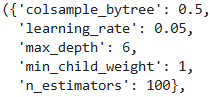 ({'colsample_bytree': 0.5,
'learning_rate': 0.05,
'max_depth': 6,
'min_child_weight': 1,
'n_estimators': 100},